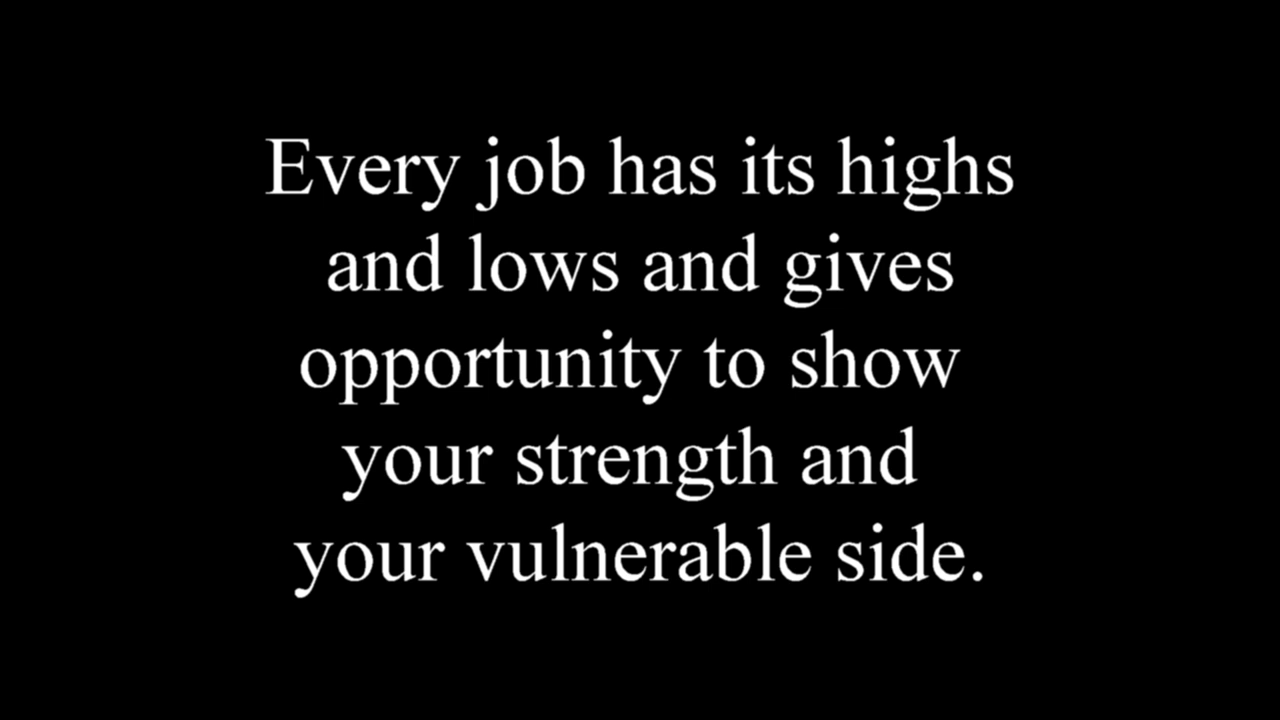 Every job has its highs
and lows and gives
opportunity to show
your strength and
your vulnerable side.